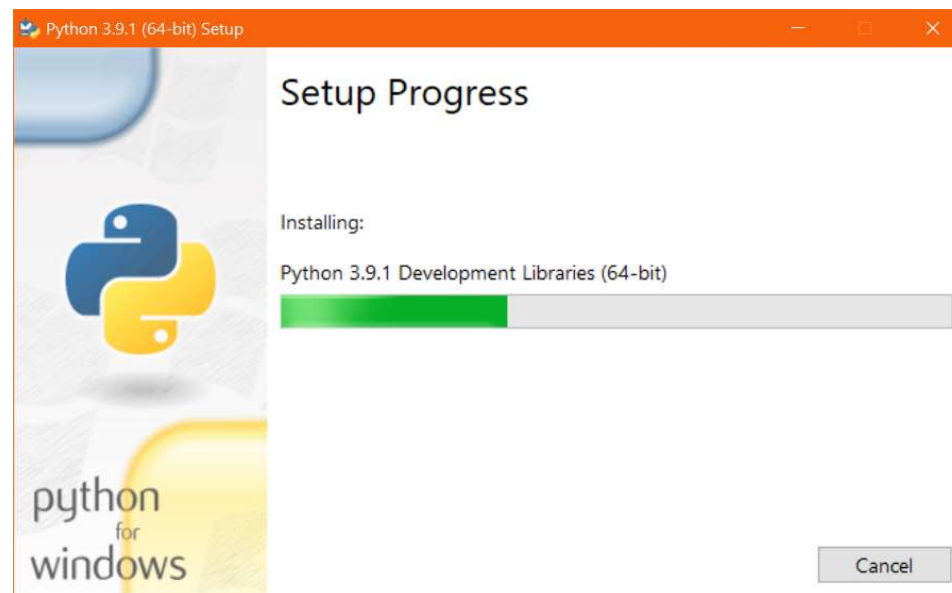 Python 3.9.1 (64-bit) Setup
Setup Progress
Installing:
Python 3.9.1 Development Libraries (64-bit)
python
for
windows
Cancel